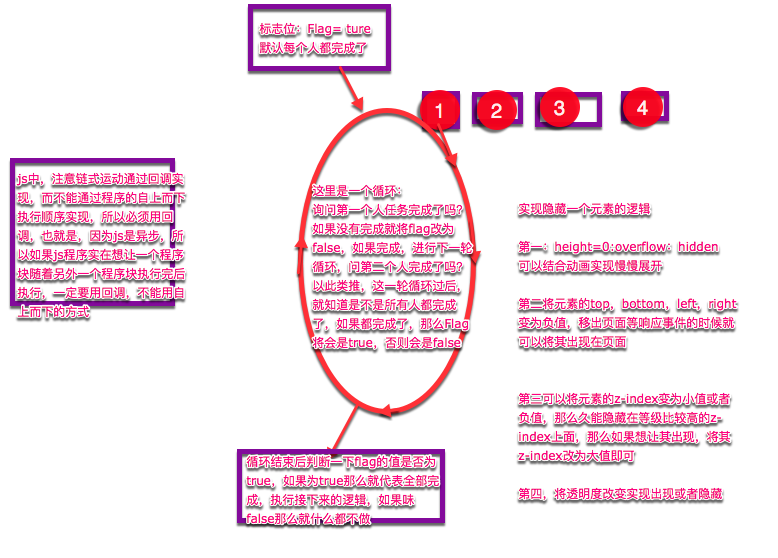 标志位：Flag= ture
默认每个人都完成了
1
2
3
4
js中，注意链式运动通过回调实
现，而不能通过程序的自上而下
执行顺序实现，所以必须用回
调，也就是，因为js是异步，所
以如果js程序实在想让一个程序
块随着另外一个程序块执行完后
执行，一定要用回调，不能用自
上而下的方式
这里是一个循环：
询问第一个人任务完成了吗？
如果没有完成就将flag改为
false，如果完成，进行下一轮
循环，问第二个人完成了吗？
以此类推，这一轮循环过后，
就知道是不是所有人都完成
了，如果都完成了，那么Flag
将会是true，否则会是false
循环结束后判断一下flag的值是否为
true，如果为true那么就代表全部完
成，执行接下来的逻辑，如果味
false那么就什么都不做
实现隐藏一个元素的逻辑
第一：height=0;overflow：hidden
可以结合动画实现慢慢展开
第二将元素的top，bottom，left，right
变为负值，移出页面等响应事件的时候就
可以将其出现在页面
第三可以将元素的z-index变为小值或者
负值，那么久能隐藏在等级比较高的z-
index上面，那么如果想让其出现，将其
z-index改为大值即可
第四，将透明度改变实现出现或者隐藏